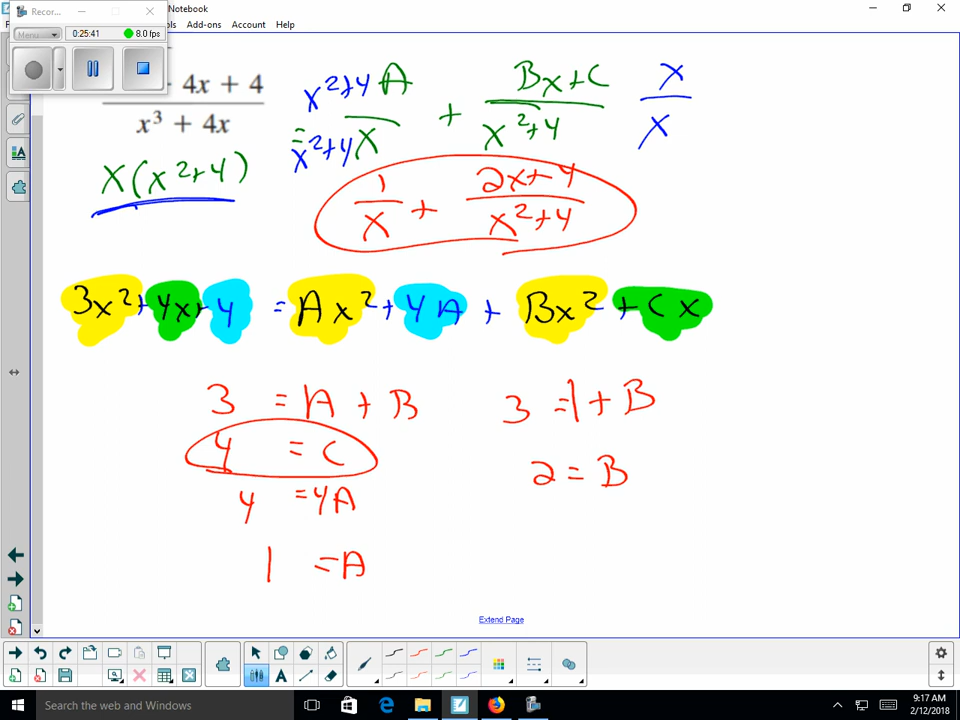 Recor...
Notebook
Menu
0:25:41
8.0 fps
ls Add-ons Account Help
4x + 4
x³ + 4x
x(x²+4)
=
x²+4 A
x²+4 x
+
Bx+C
x²+4
x
x
1
x
+
2x+4
x²+4
3x²+4x+4 = Ax²+4A + Bx²+Cx
3 = A + B
4 = C
4 = 4A
1 = A
3 = 1 + B
2 = B
Extend Page
A
Search the web and Windows
9:17 AM
2/12/2018